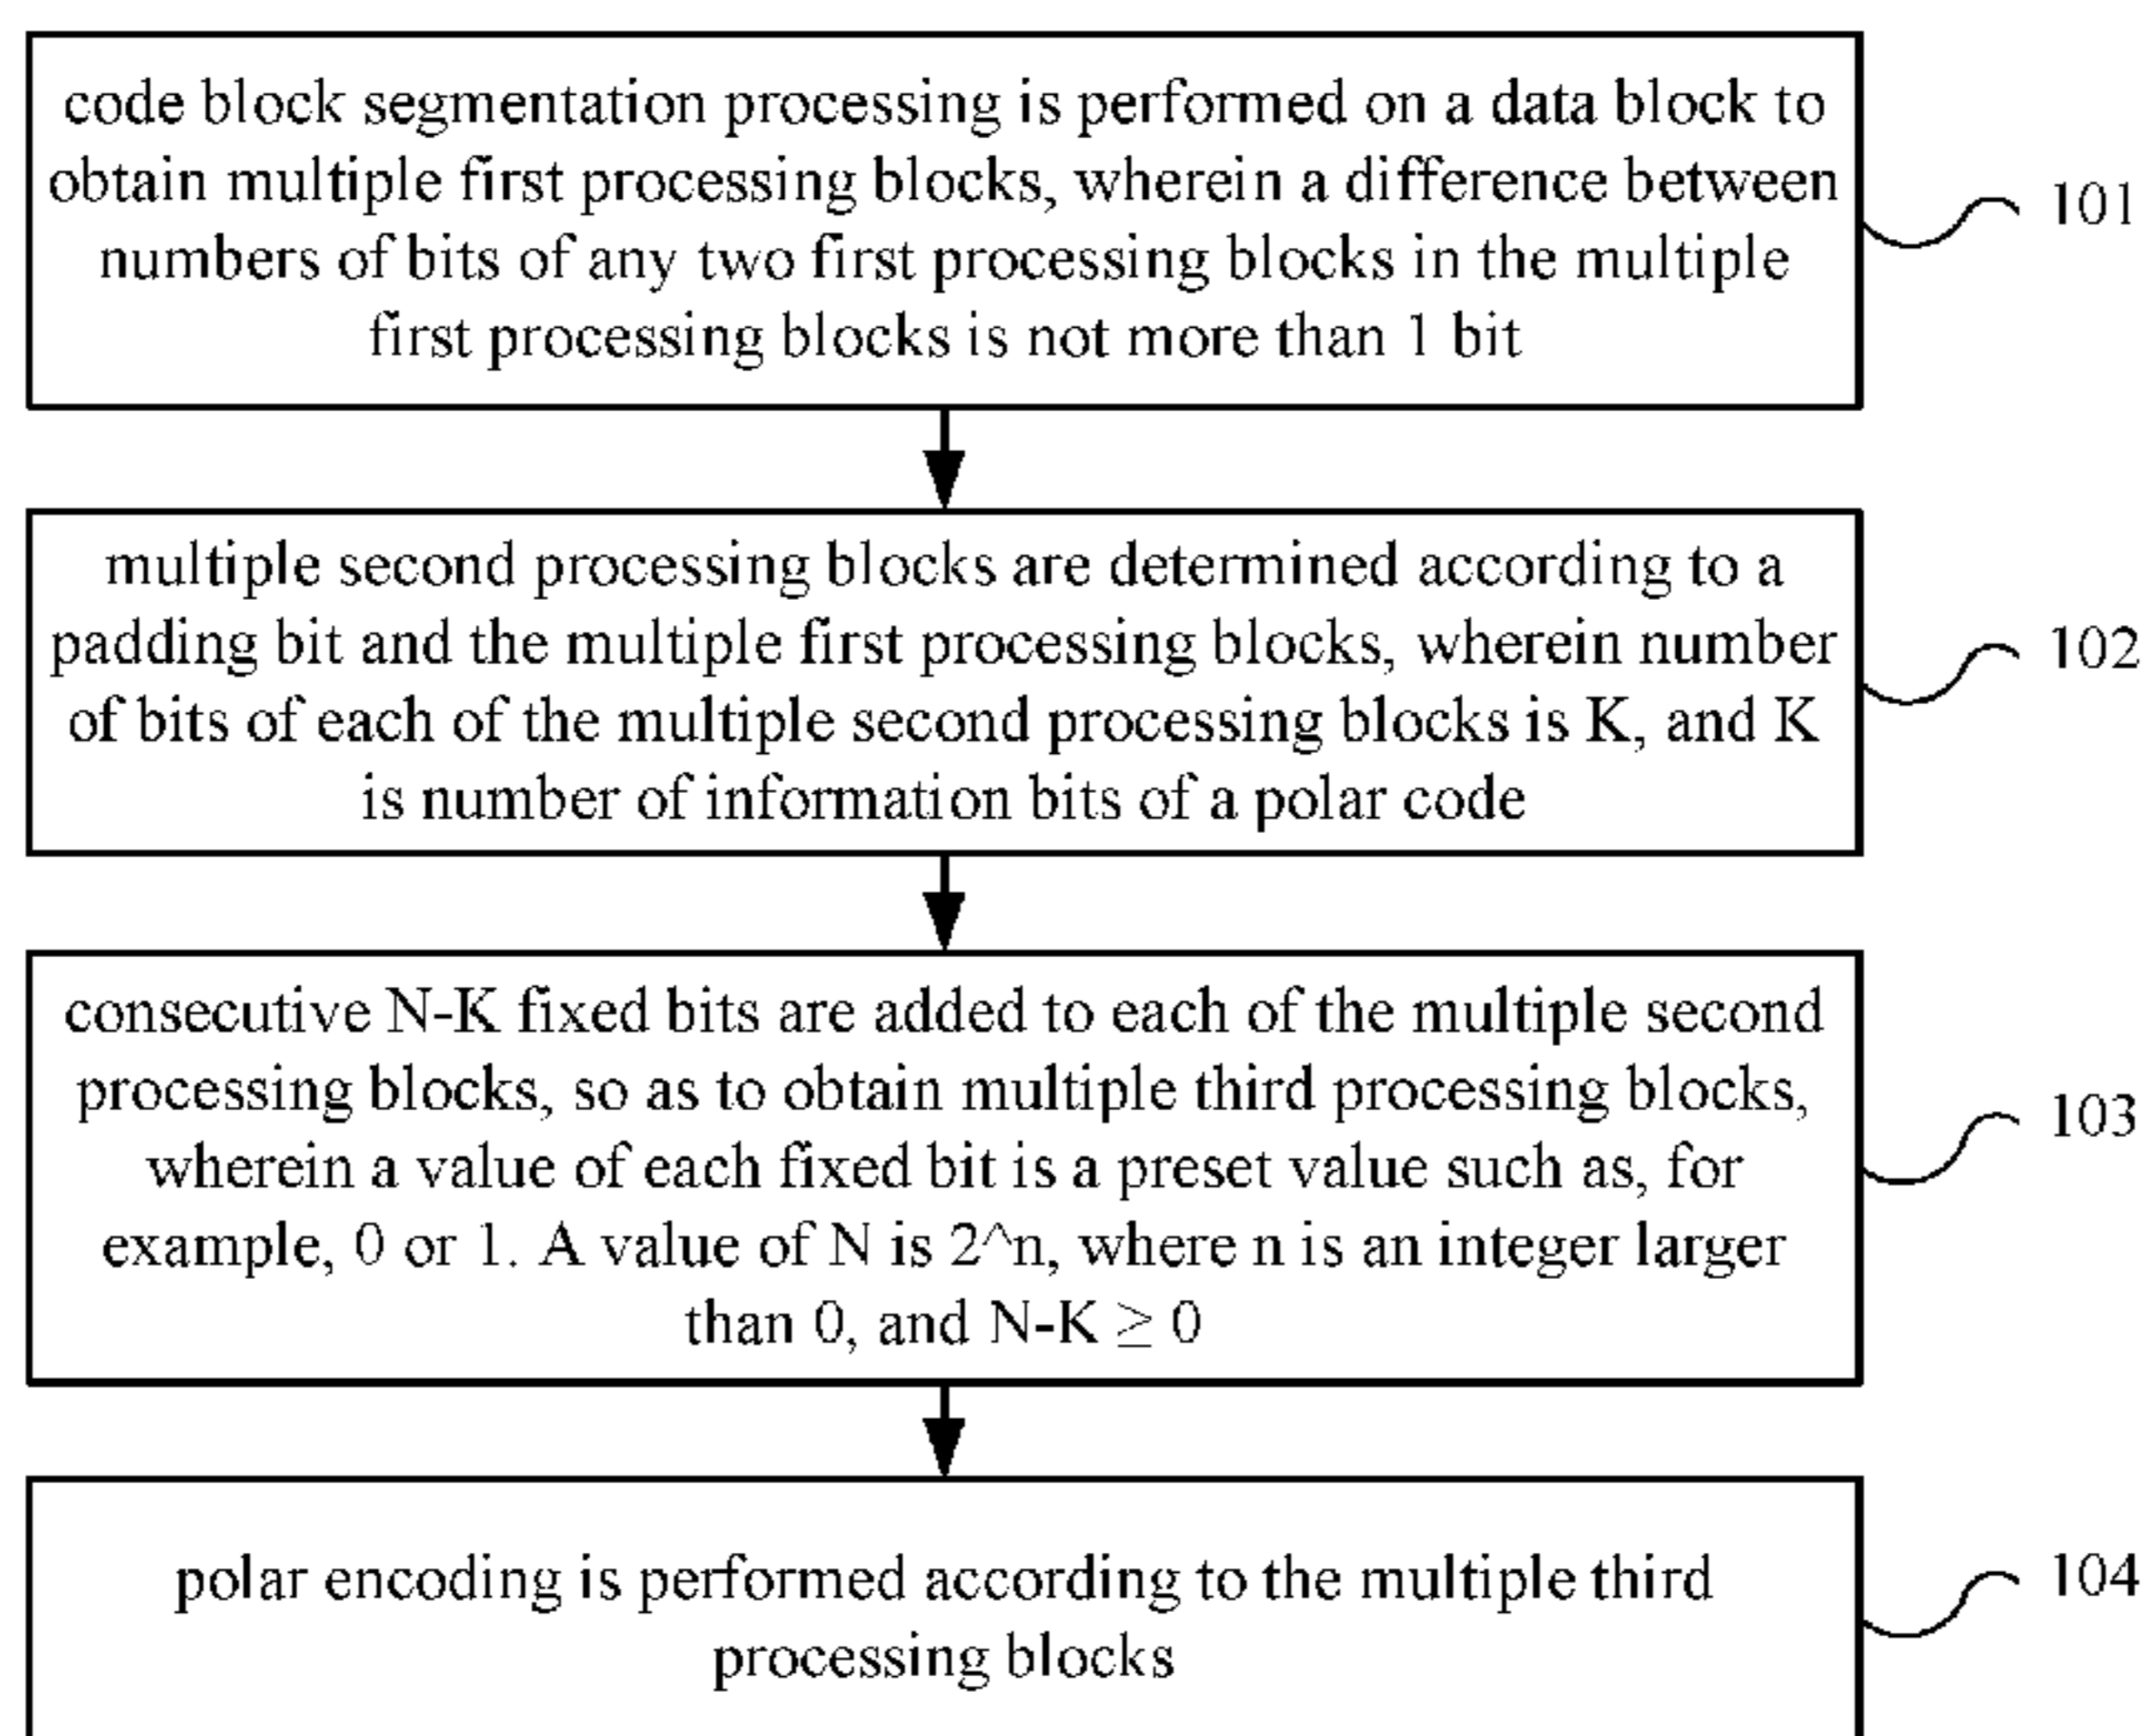 code block segmentation processing is performed on a data block to
obtain multiple first processing blocks, wherein a difference between
numbers of bits of any two first processing blocks in the multiple
first processing blocks is not more than 1 bit
101
multiple second processing blocks are determined according to a
padding bit and the multiple first processing blocks, wherein number
of bits of each of the multiple second processing blocks is K, and K
is number of information bits of a polar code
102
consecutive N-K fixed bits are added to each of the multiple second
processing blocks, so as to obtain multiple third processing blocks,
wherein a value of each fixed bit is a preset value such as, for
example, 0 or 1. A value of N is 2^n, where n is an integer larger
than 0, and N-K ≥ 0
103
polar encoding is performed according to the multiple third
processing blocks
104